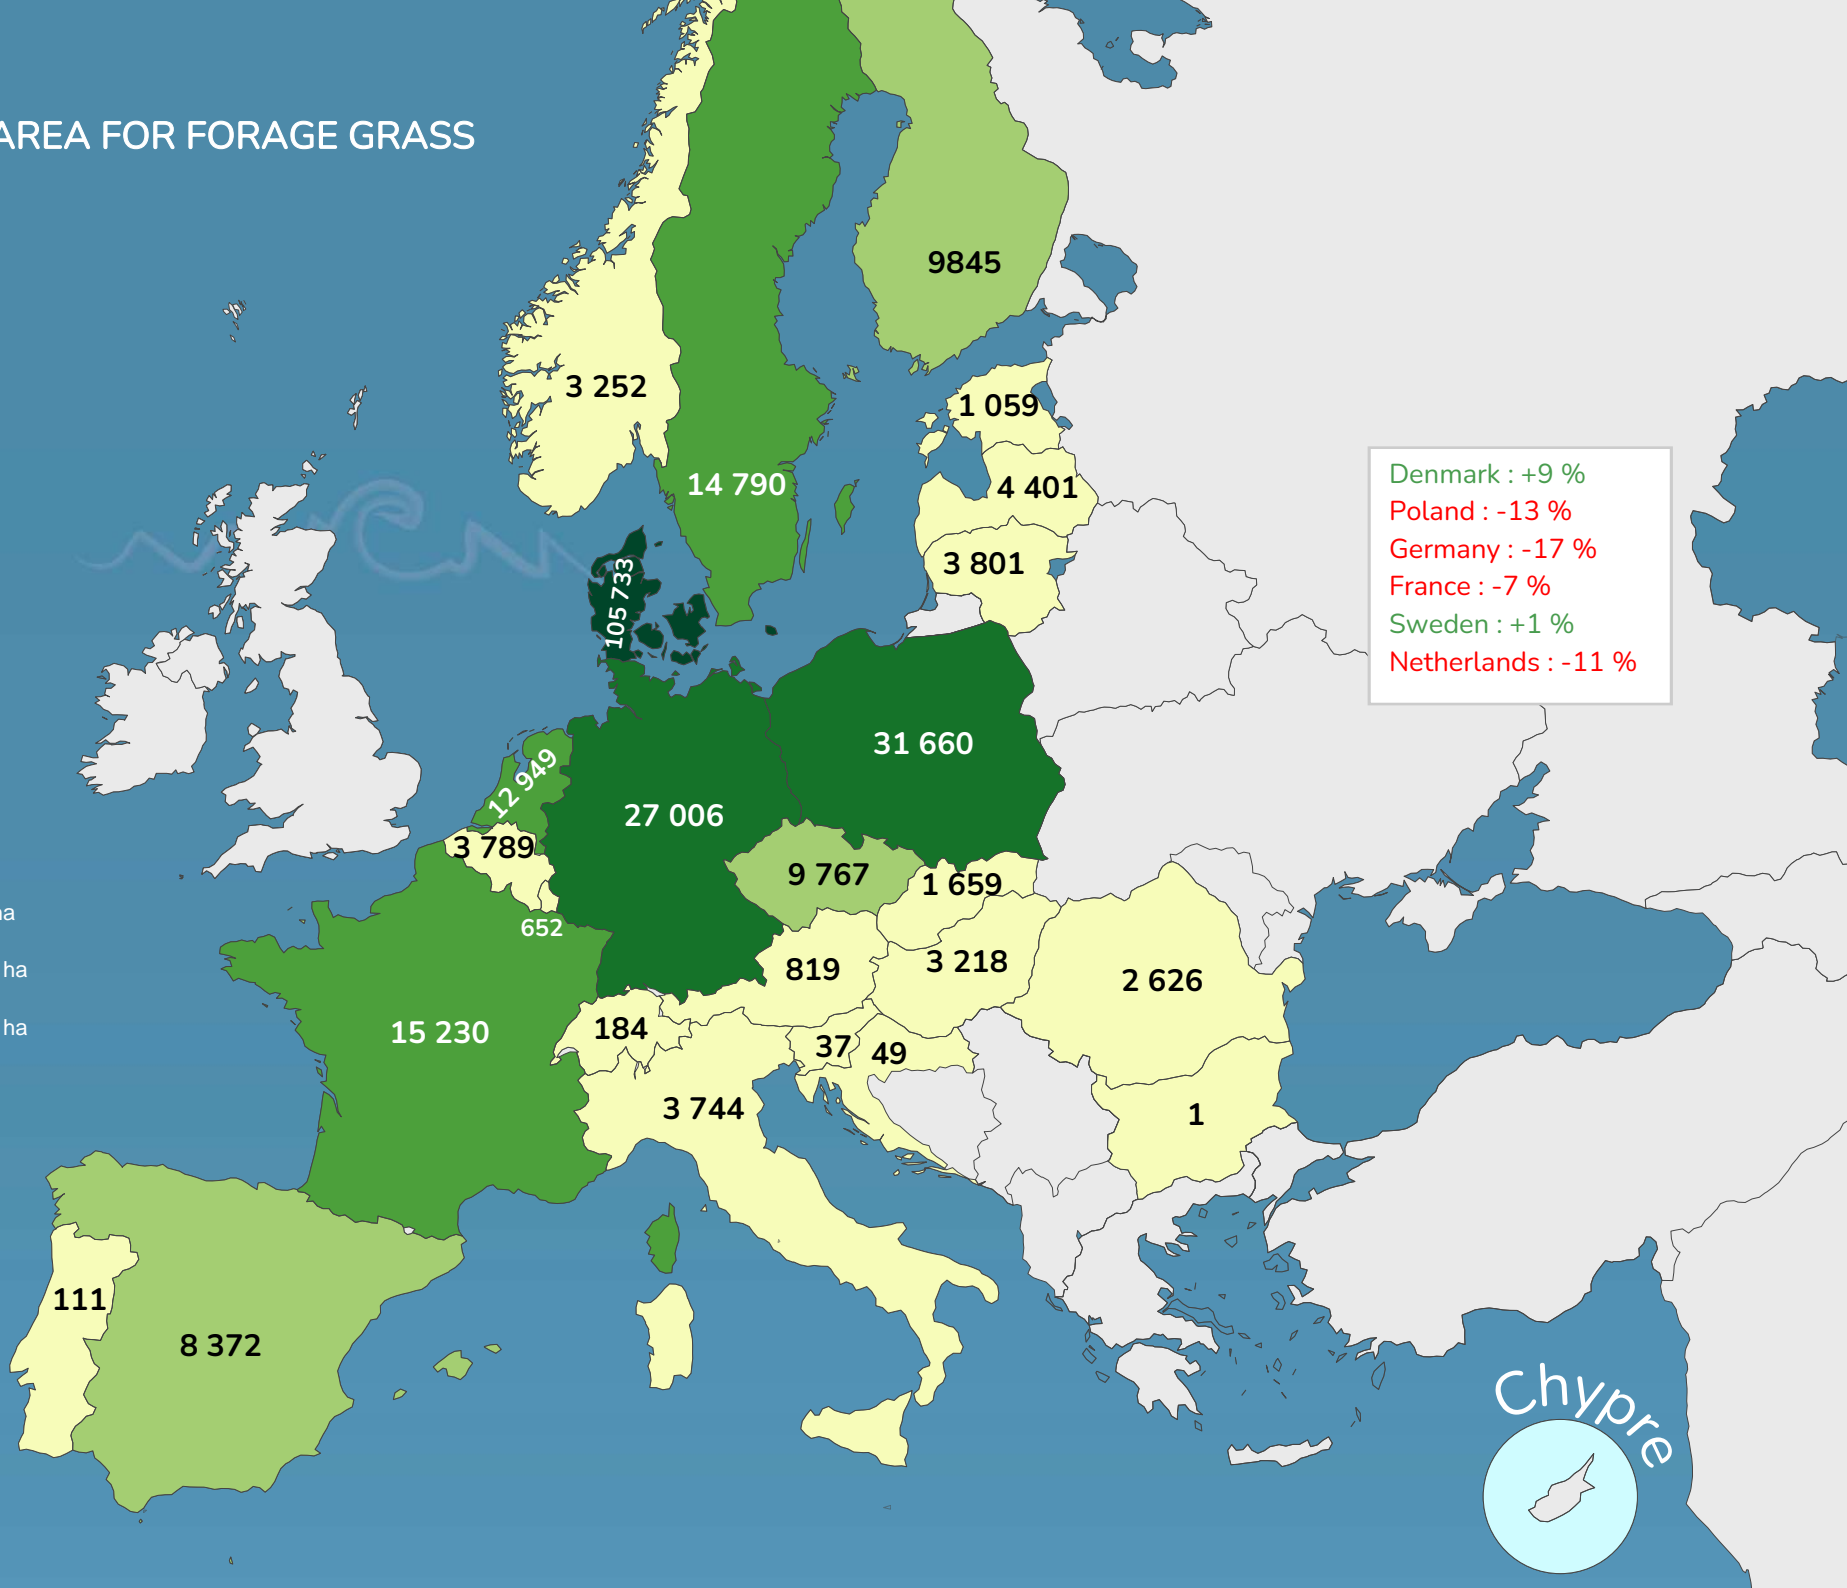 AREA FOR FORAGE GRASS
9845
3 252
1 059
14 790
4 401
3 801
105 733
Denmark : +9 %
Poland : -13 %
Germany : -17 %
France : -7 %
Sweden : +1 %
Netherlands : -11 %
31 660
12 949
27 006
3 789
9 767
1 659
652
ha
ha
ha
819
3 218
2 626
15 230
184
37
49
3 744
1
111
8 372
Chypre